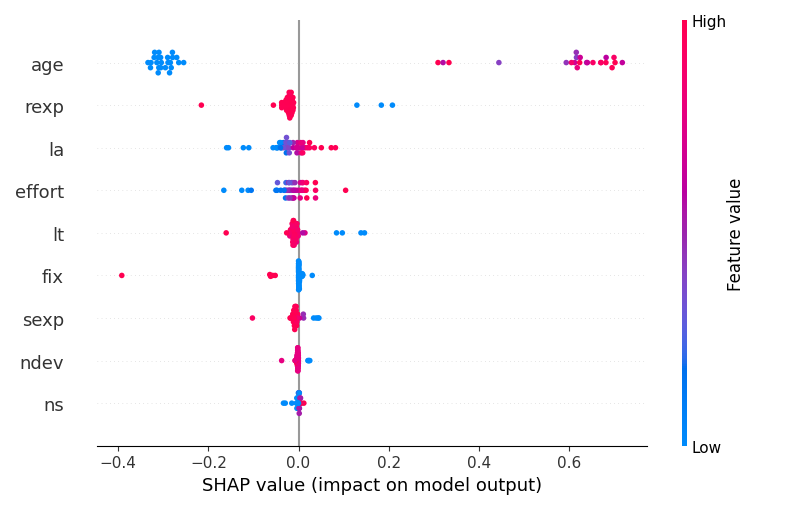 High
age
rexp
la
effort
lt
fix
sexp
ndev
ns
Feature value
Low
−0.4 −0.2 0.0 0.2 0.4 0.6
SHAP value (impact on model output)